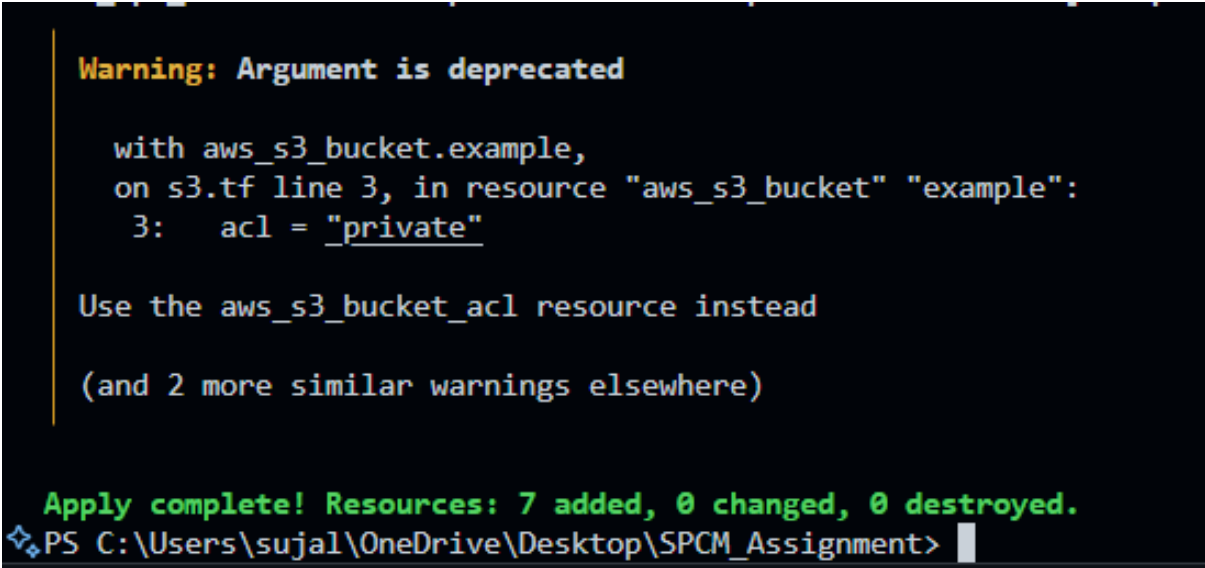 Warning: Argument is deprecated
with aws_s3_bucket.example,
on s3.tf line 3, in resource "aws_s3_bucket" "example":
3:   acl = "private"
Use the aws_s3_bucket_acl resource instead
(and 2 more similar warnings elsewhere)
Apply complete! Resources: 7 added, 0 changed, 0 destroyed.
PS C:\Users\sujal\OneDrive\Desktop\SPCM_Assignment>